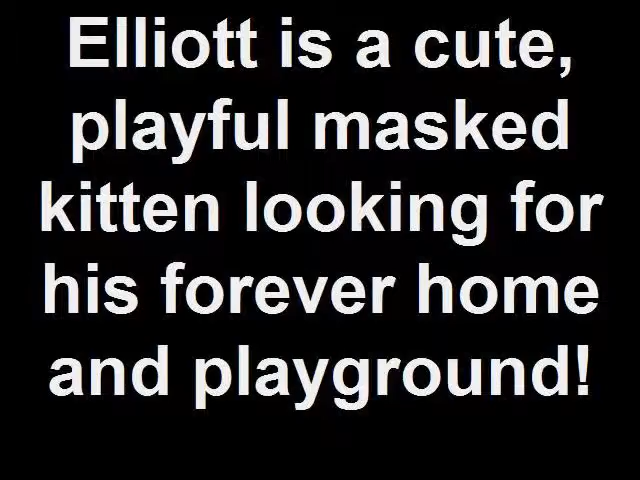 Elliott is a cute,
playful masked
kitten looking for
his forever home
and playground!